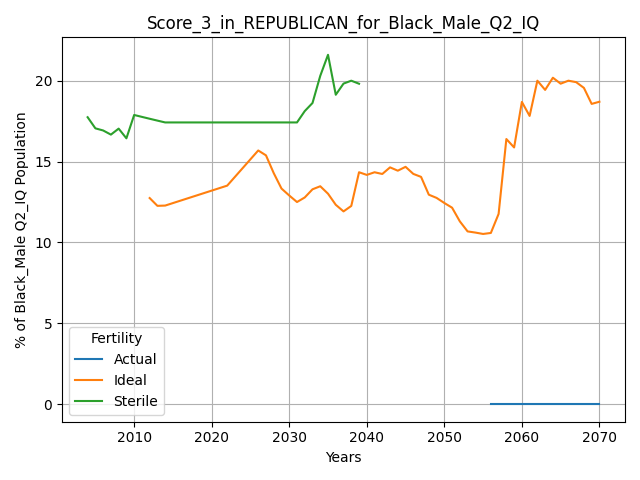 Score_3_in_REPUBLICAN_for_Black_Male_Q2_IQ
% of Black_Male Q2_IQ Population
20
15
10
5
0
Fertility
Actual
Ideal
Sterile
2010 2020 2030 2040 2050 2060 2070
Years